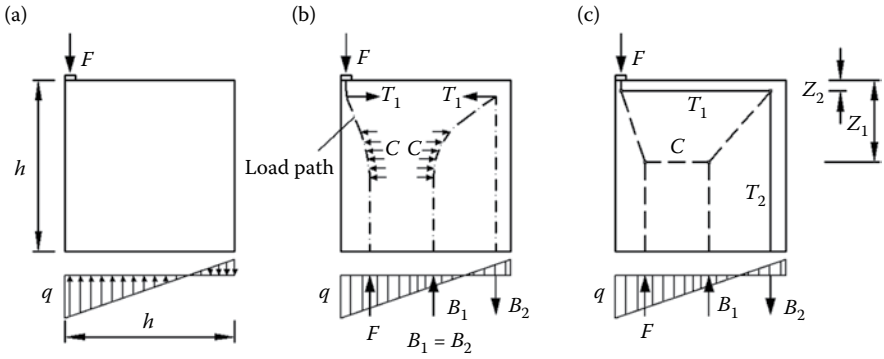 (a)
F
h
q
h
(b)
F
T₁ T₁
C C
Load path
q
F
B₁
B₂
B₁ = B₂
(c)
F
T₁
Z₂
Z₁
C
T₂
q
F
B₁
B₂